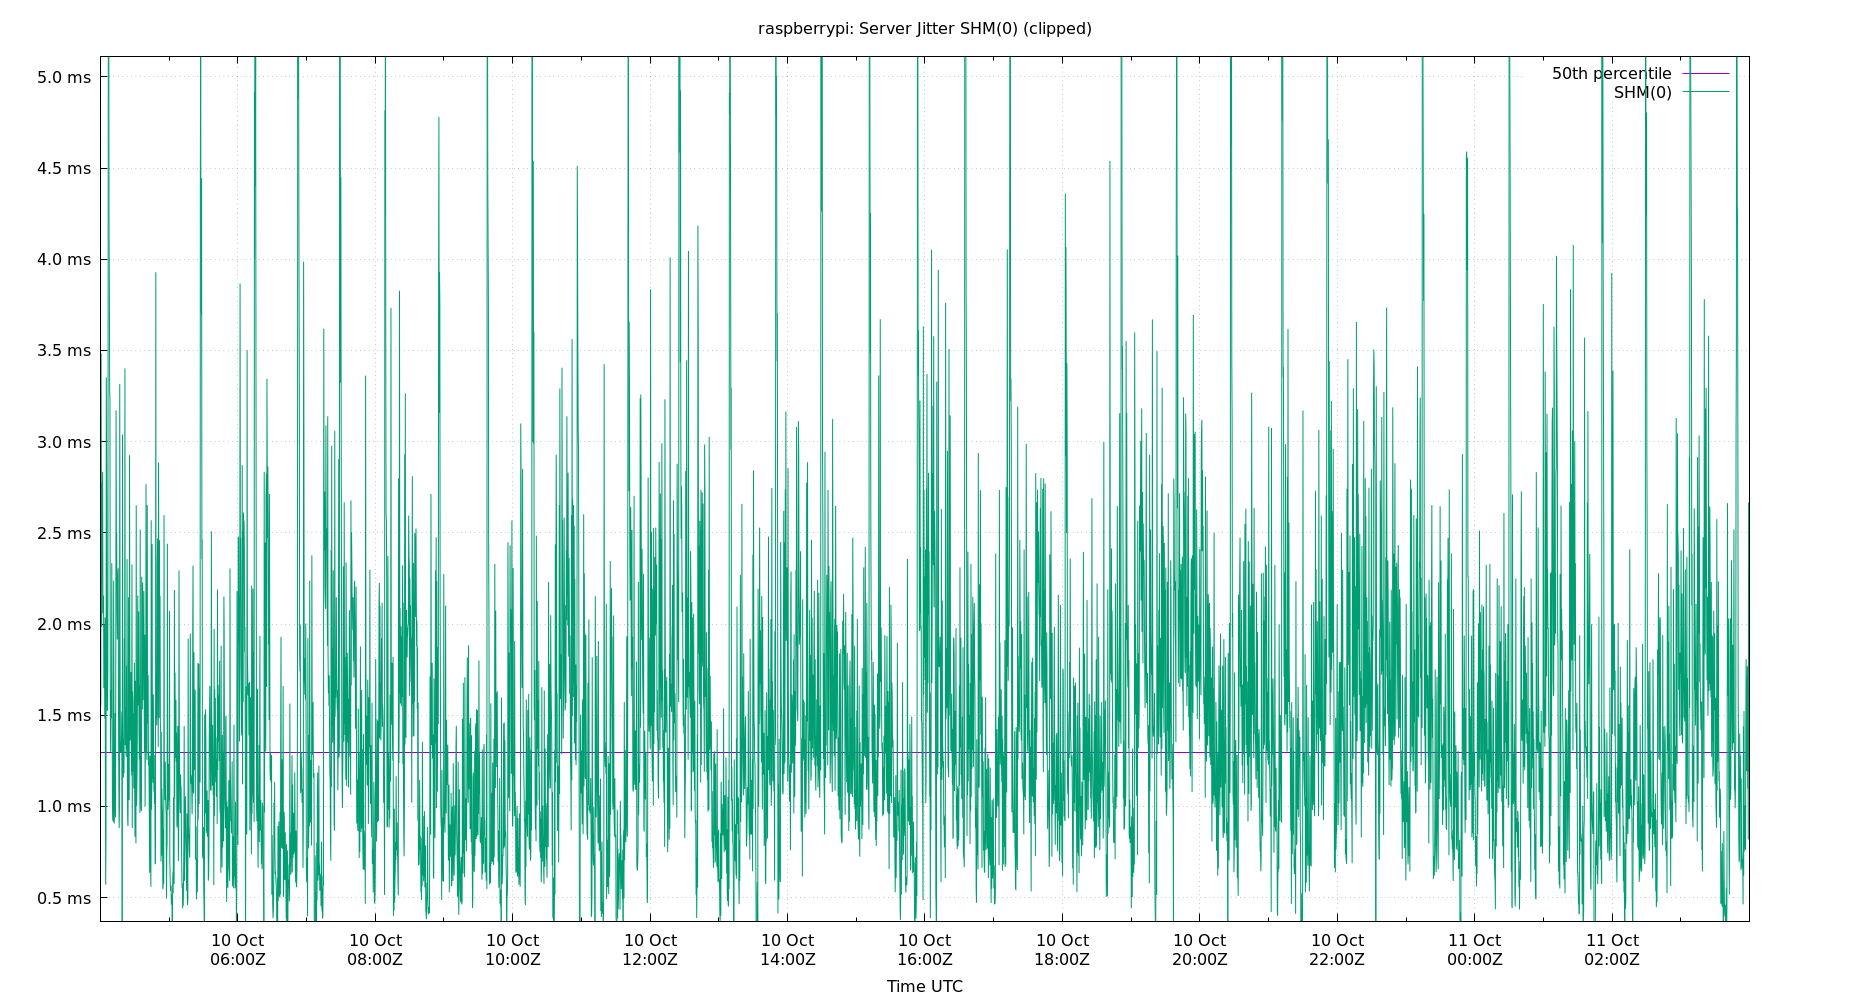 raspberrypi: Server Jitter SHM(0) (clipped)
5.0 ms
4.5 ms
4.0 ms
3.5 ms
3.0 ms
2.5 ms
2.0 ms
1.5 ms
1.0 ms
0.5 ms
50th percentile
SHM(0)
10 Oct 10 Oct 10 Oct 10 Oct 10 Oct 10 Oct 10 Oct 10 Oct 10 Oct 11 Oct 11 Oct
06:00Z 08:00Z 10:00Z 12:00Z 14:00Z 16:00Z 18:00Z 20:00Z 22:00Z 00:00Z 02:00Z
Time UTC